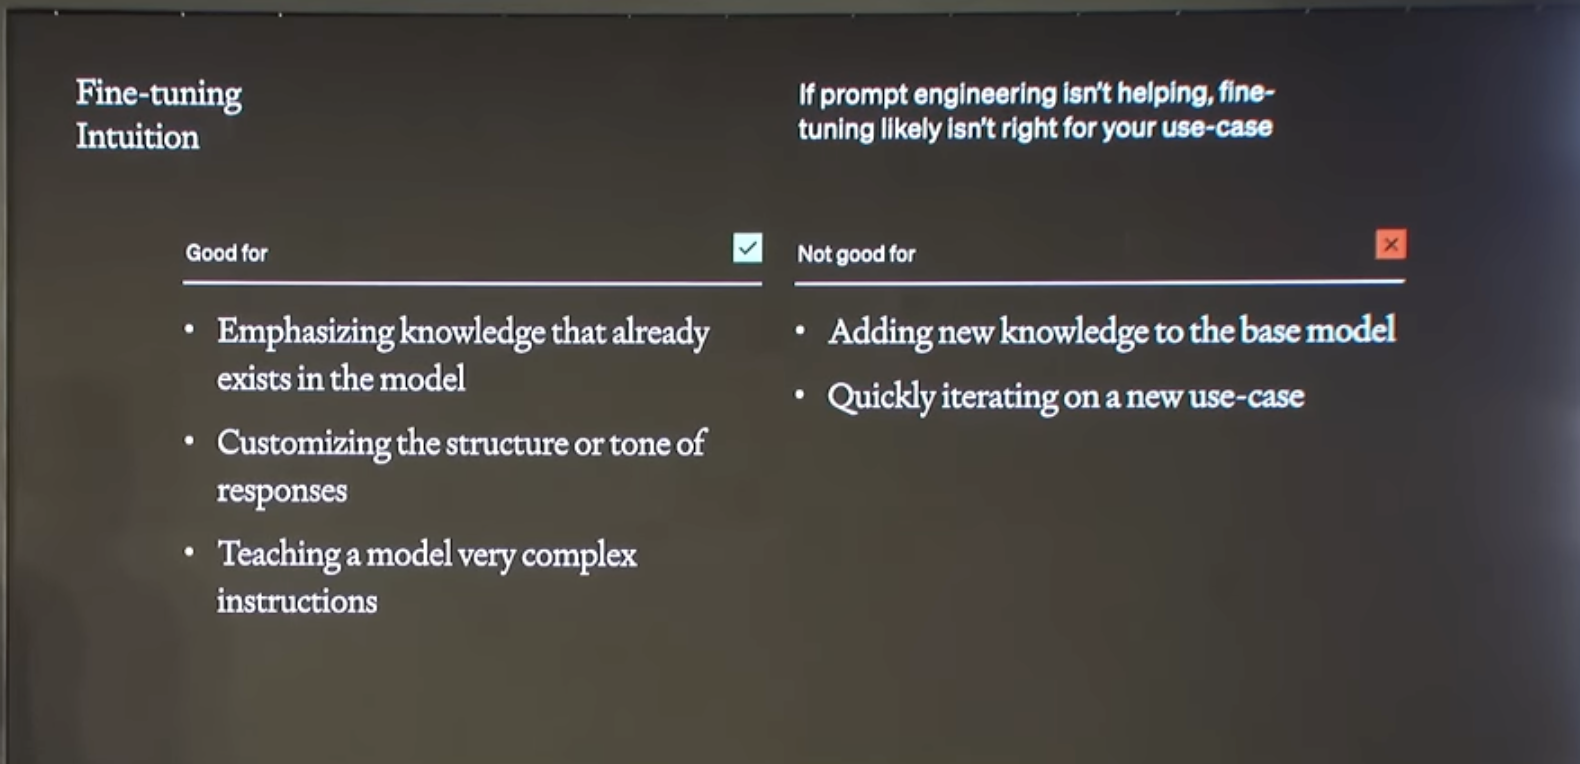 Fine-tuning
Intuition
If prompt engineering isn't helping, fine-
tuning likely isn't right for your use-case
Good for
Emphasizing knowledge that already
exists in the model
Customizing the structure or tone of
responses
Teaching a model very complex
instructions
Not good for
Adding new knowledge to the base model
Quickly iterating on a new use-case